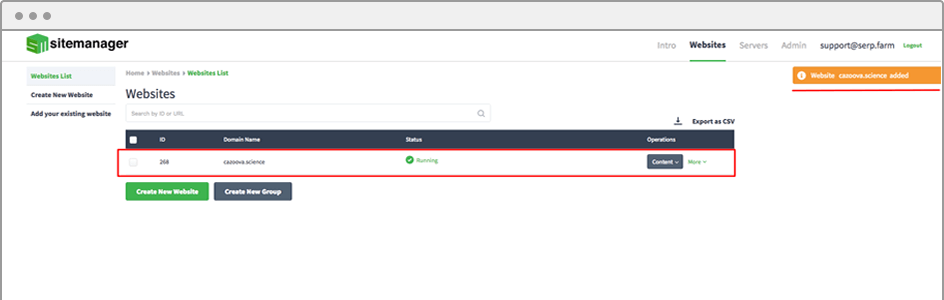 SM sitemanager
Intro Websites Servers Admin support@serp.farm Logout
Websites List
Create New Website
Add your existing website
Home > Websites > Websites List
Website cazoova.science added
Websites
Search by ID or URL
Export as CSV
ID Domain Name Status Operations
268 cazoova.science Running Content More
Create New Website Create New Group